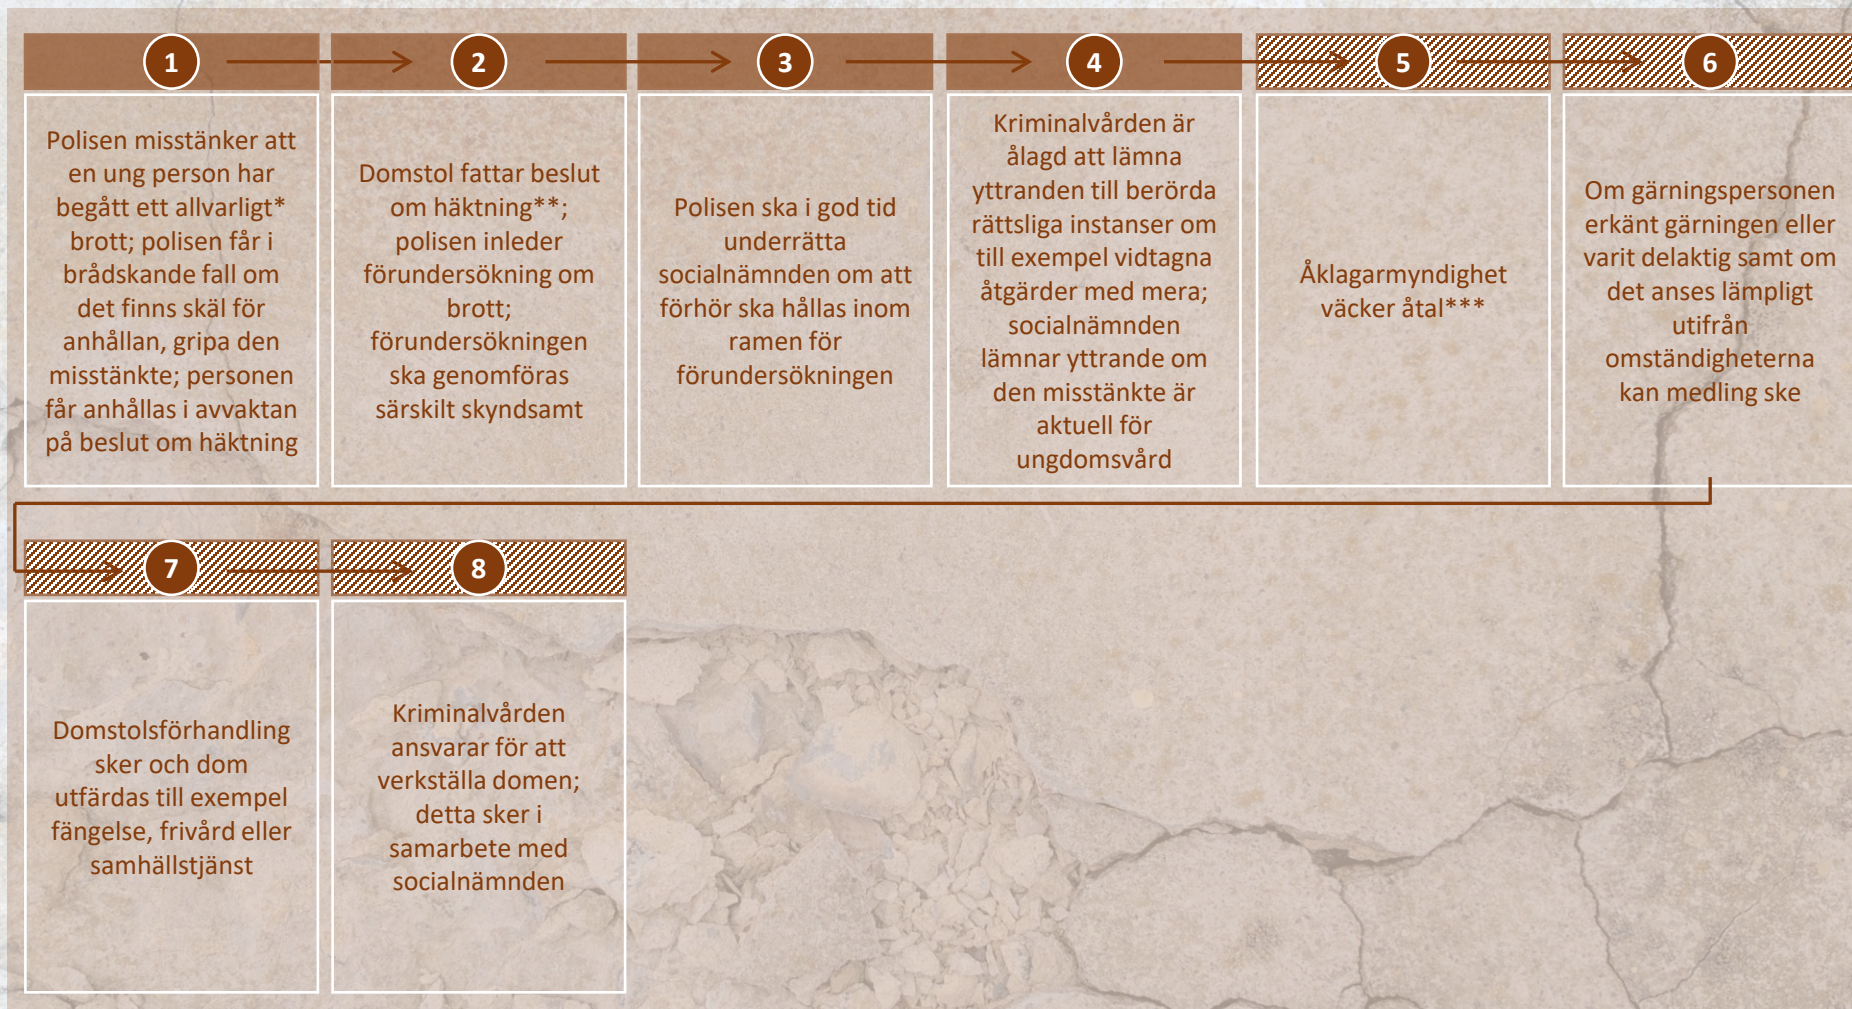 1
2
3
4
5
6
Polisen misstänker att
en ung person har
begått ett allvarligt*
brott; polisen får i
brådskande fall om
det finns skäl för
anhållan, gripa den
misstänkte; personen
får anhållas i avvaktan
på beslut om häktning
Domstol fattar beslut
om häktning**;
polisen inleder
förundersökning om
brott;
förundersökningen
ska genomföras
särskilt skyndsamt
Polisen ska i god tid
underrätta
socialnämnden om att
förhör ska hållas inom
ramen för
förundersökningen
Kriminalvården är
ålagd att lämna
yttranden till berörda
rättsliga instanser om
till exempel vidtagna
åtgärder med mera;
socialnämnden
lämnar yttrande om
den misstänkte är
aktuell för
ungdomsvård
Åklagarmyndighet
väcker åtal***
Om gärningspersonen
erkänt gärningen eller
varit delaktig samt om
det anses lämpligt
utifrån
omständigheterna
kan medling ske
7
8
Domstolsförhandling
sker och dom
utfärdas till exempel
fängelse, frivård eller
samhällstjänst
Kriminalvården
ansvarar för att
verkställa domen;
detta sker i
samarbete med
socialnämnden